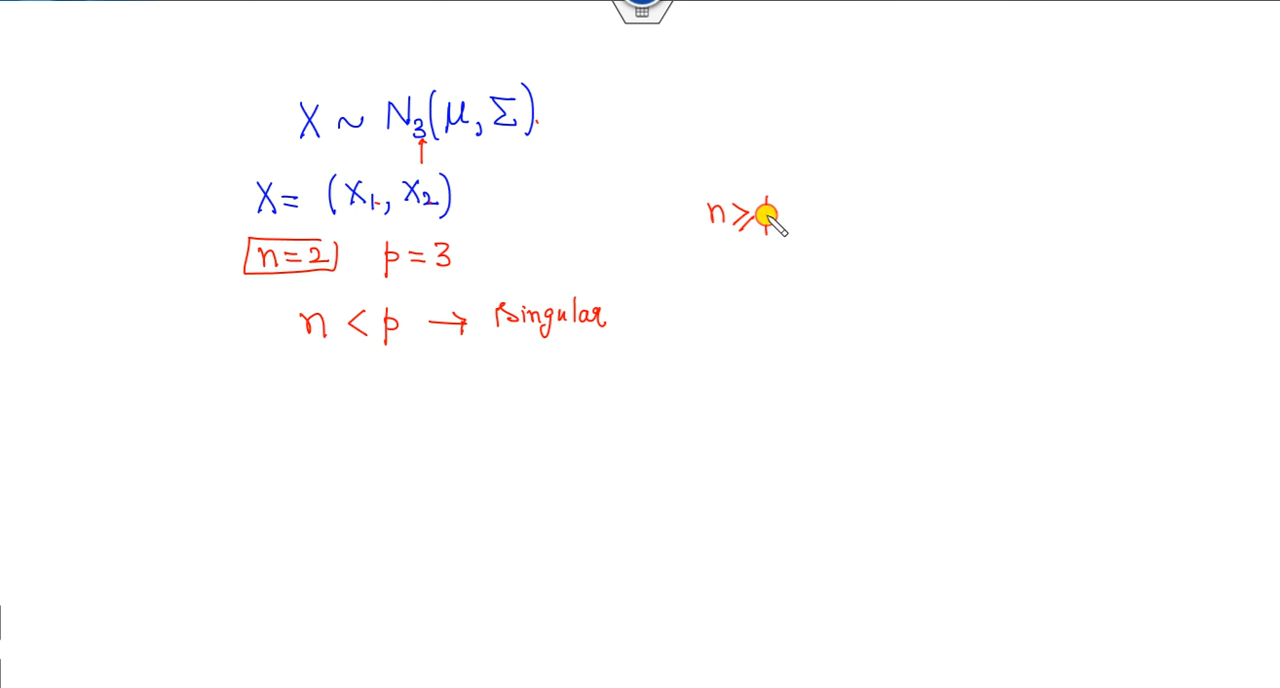 X ~ N₃(μ, Σ).
X = (X₁, X₂)
n ≥
n = 2 p = 3
n < p → singular